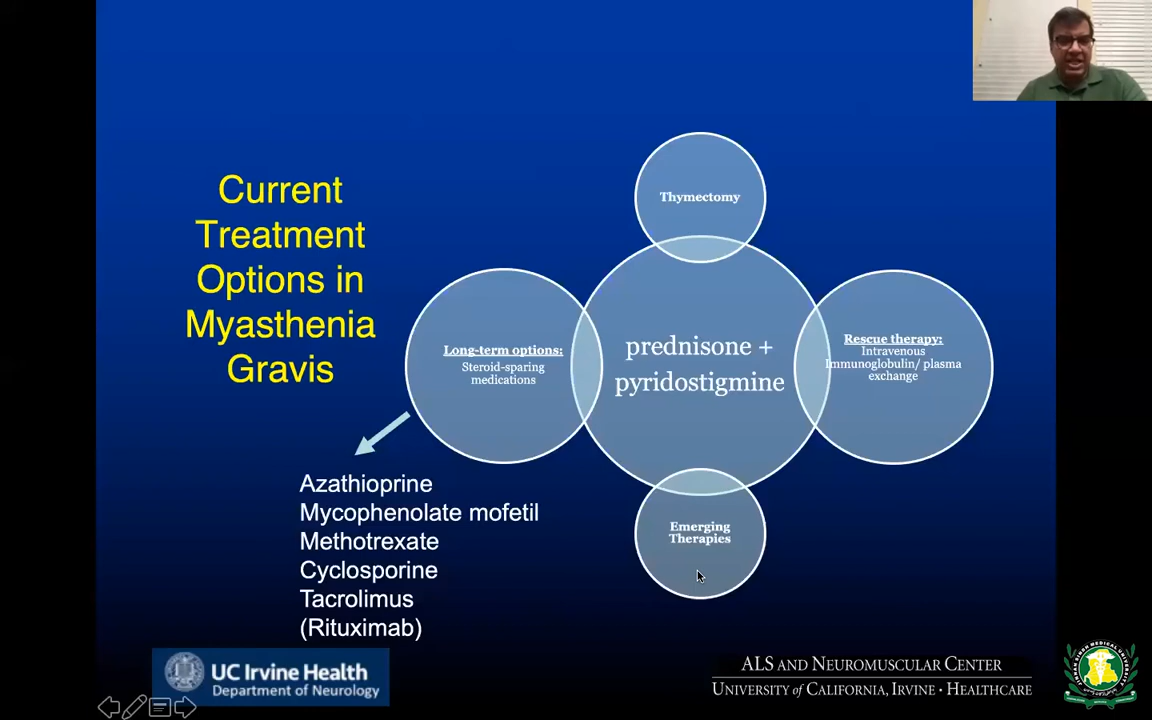 Current
Treatment
Options in
Myasthenia
Gravis
Thymectomy
Long-term options:
Steroid-sparing
medications
prednisone +
pyridostigmine
Rescue therapy:
Intravenous
Immunoglobulin/ plasma
exchange
Emerging
Therapies
Azathioprine
Mycophenolate mofetil
Methotrexate
Cyclosporine
Tacrolimus
(Rituximab)
UC Irvine Health
Department of Neurology
ALS AND NEUROMUSCULAR CENTER
UNIVERSITY of CALIFORNIA, IRVINE • HEALTHCARE